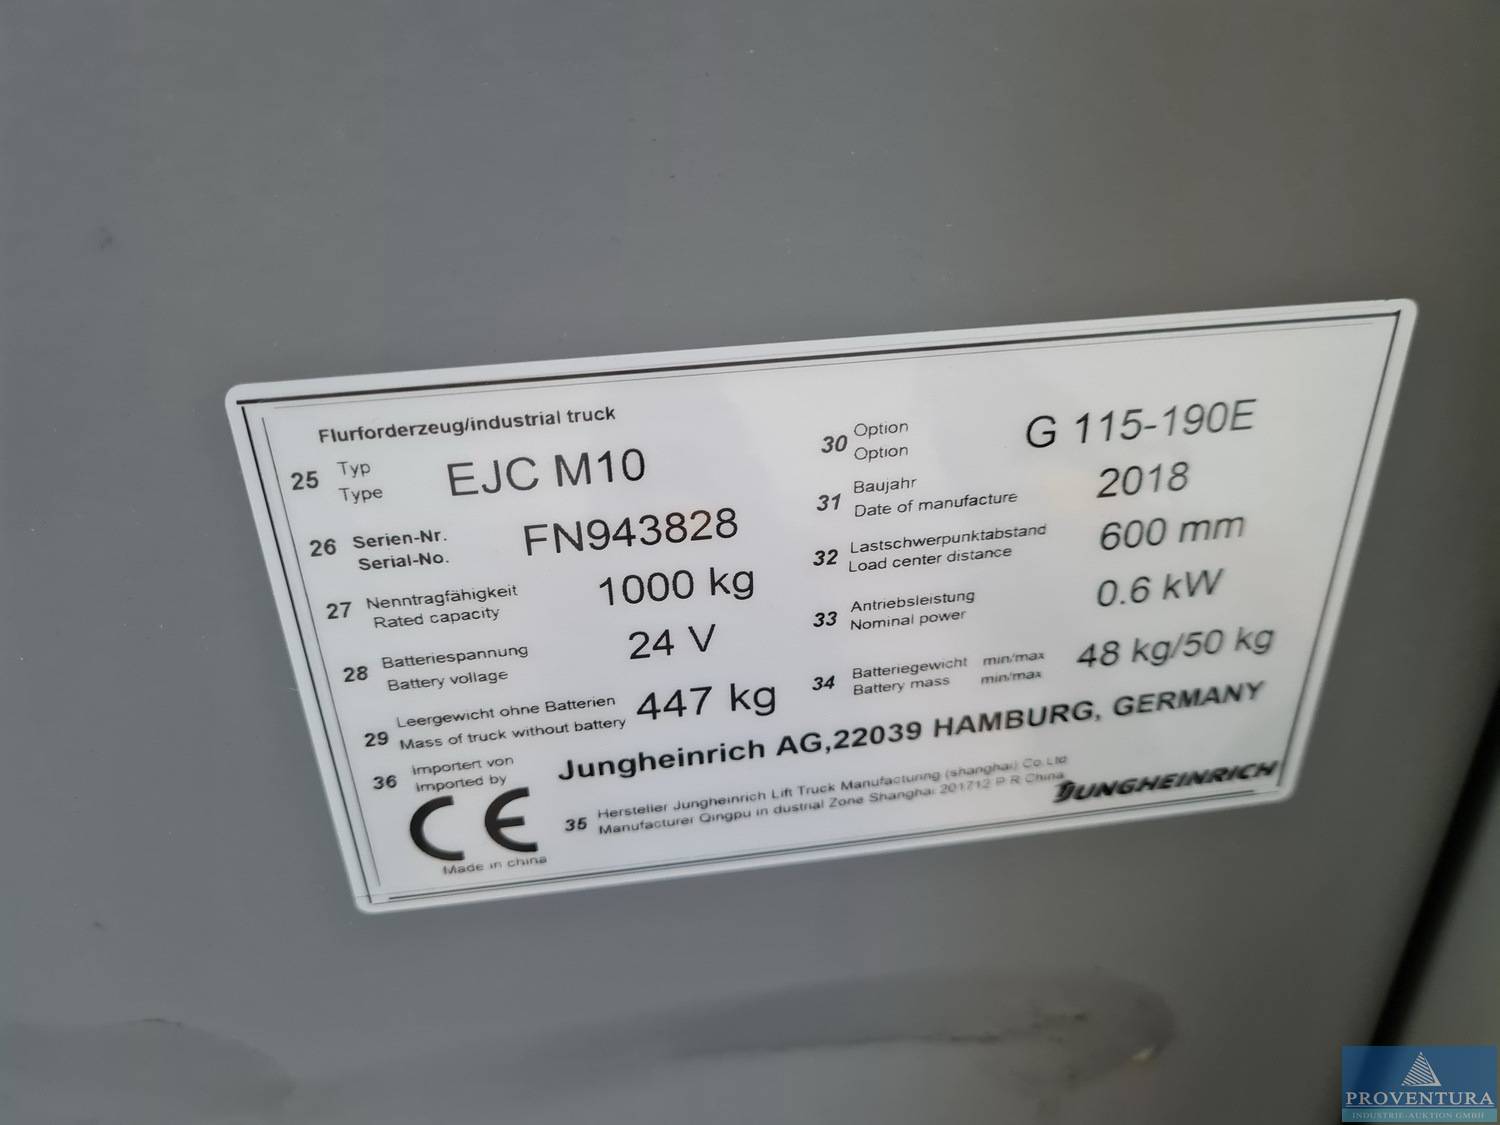 Flurforderzeug/industrial truck
25 Typ
Type
EJC M10
26 Serien-Nr.
Serial-No.
FN943828
27 Nenntragfähigkeit
Rated capacity
1000 kg
28 Batteriespannung
Battery vollage
24 V
29 Leergewicht ohne Batterien
Mass of truck without battery
447 kg
30 Option
Option
G 115-190E
31 Baujahr
Date of manufacture
2018
32 Lastschwerpunktabstand
Load center distance
600 mm
33 Antriebsleistung
Nominal power
0.6 kW
34 Batteriegewicht min/max
Battery mass min/max
48 kg/50 kg
36 Importert von
Imported by
Jungheinrich AG,22039 HAMBURG, GERMANY
CE
Made in china
35 Hersteller Jungheinrich Lift Truck Manufacturing (shanghai) Co.Ltd
Manufacturer Qingpu in dustrial Zone Shanghai 201712 P R China
JUNGHEINRICH
PROVENTURA
INDUSTRIE-AUKTION GMBH